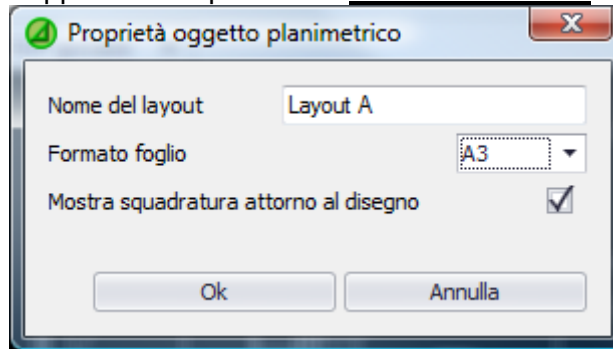 Proprietà oggetto planimetrico
Nome del layout Layout A
Formato foglio A3
Mostra squadratura attorno al disegno
Ok Annulla